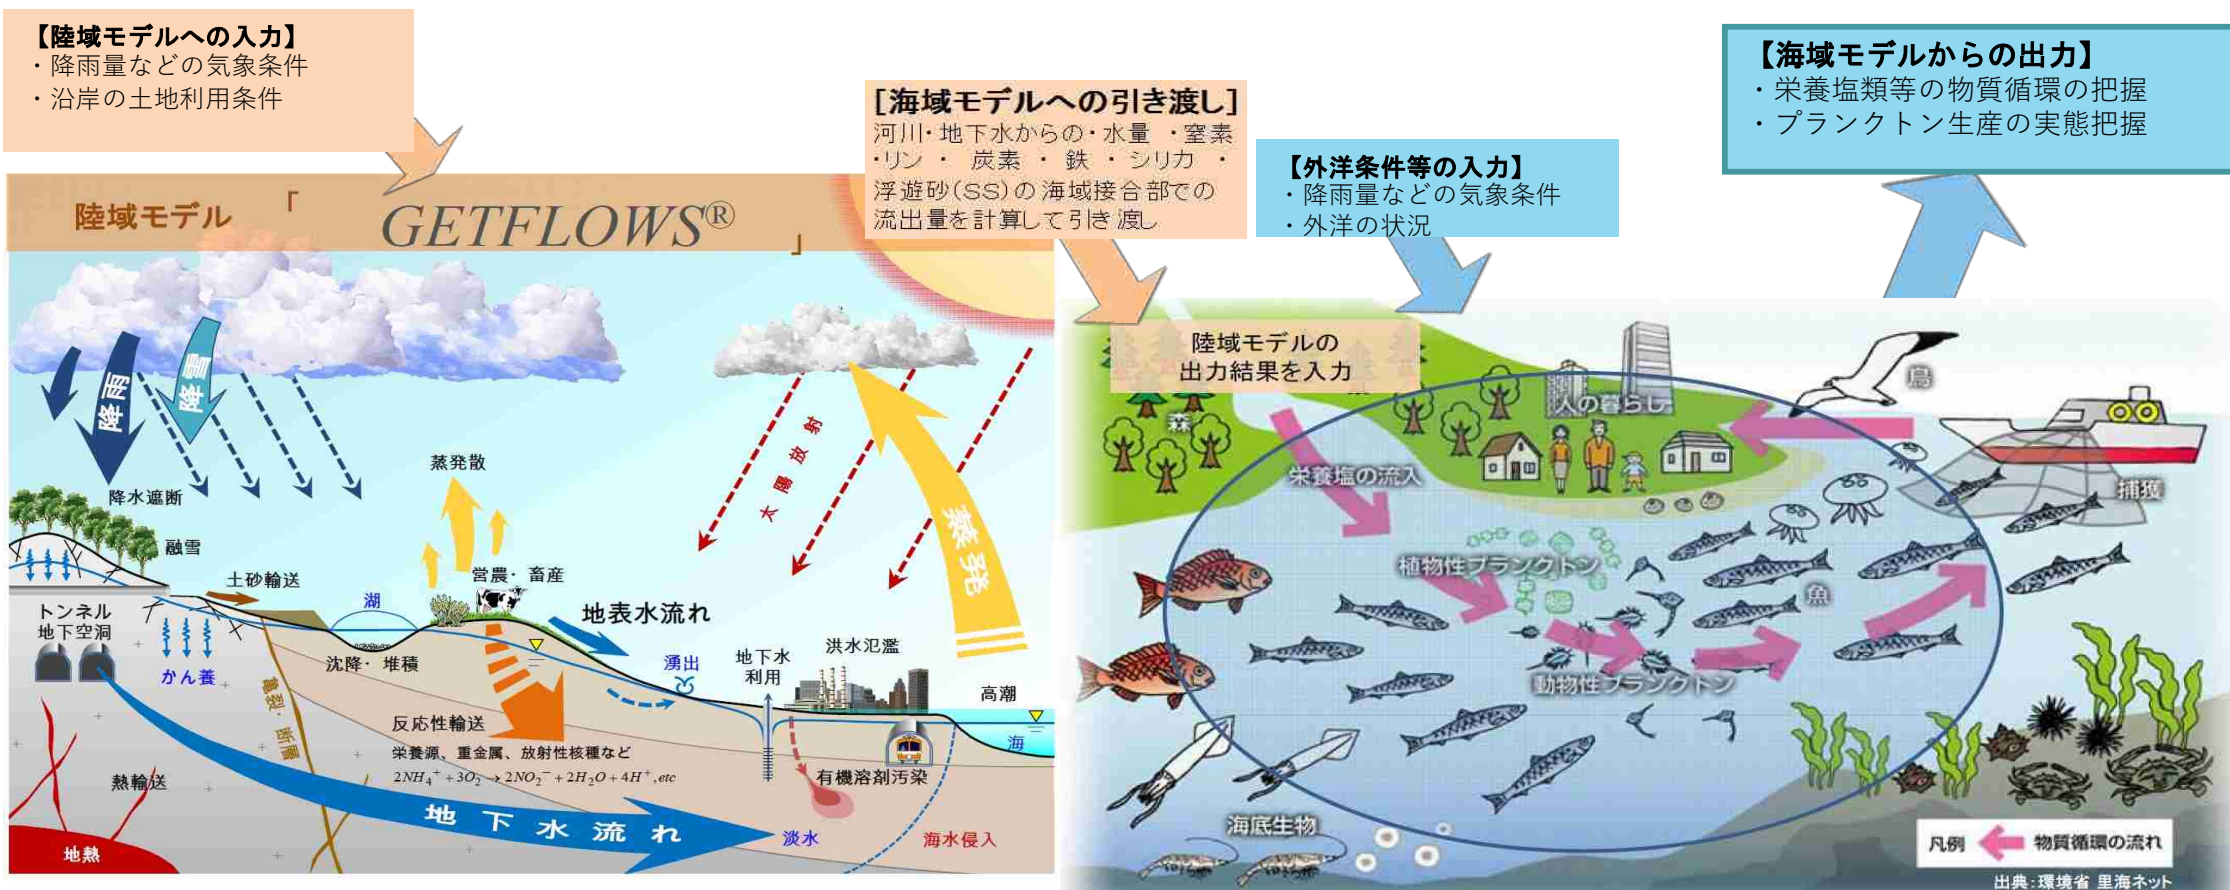 【陸域モデルへの入力】
・降雨量などの気象条件
・沿岸の土地利用条件
[海域モデルへの引き渡し]
河川・地下水からの・水量 ・窒素
・リン ・ 炭素 ・ 鉄 ・シリカ ・
浮遊砂(SS)の海域接合部での
流出量を計算して引き渡し
【外洋条件等の入力】
・降雨量などの気象条件
・外洋の状況
【海域モデルからの出力】
・栄養塩類等の物質循環の把握
・プランクトン生産の実態把握
陸域モデル 「 GETFLOWS® 」
降雨
降雪
降水遮断
融雪
土砂輸送
トンネル
地下空洞
かん養
湖
沈降・堆積
亀裂・断層
蒸発散
営農・畜産
地表水流れ
湧出
地下水
利用
洪水氾濫
太陽放射
蒸発
高潮
海
反応性輸送
栄養源、重金属、放射性核種など
2NH₄⁺ + 3O₂ → 2NO₂⁻ + 2H₂O + 4H⁺, etc
有機溶剤汚染
熱輸送
地熱
地下水流れ
淡水
海水侵入
陸域モデルの
出力結果を入力
森
人の暮らし
鳥
捕獲
栄養塩の流入
植物性プランクトン
魚
動物性プランクトン
海底生物
凡例 物質循環の流れ
出典:環境省 里海ネット